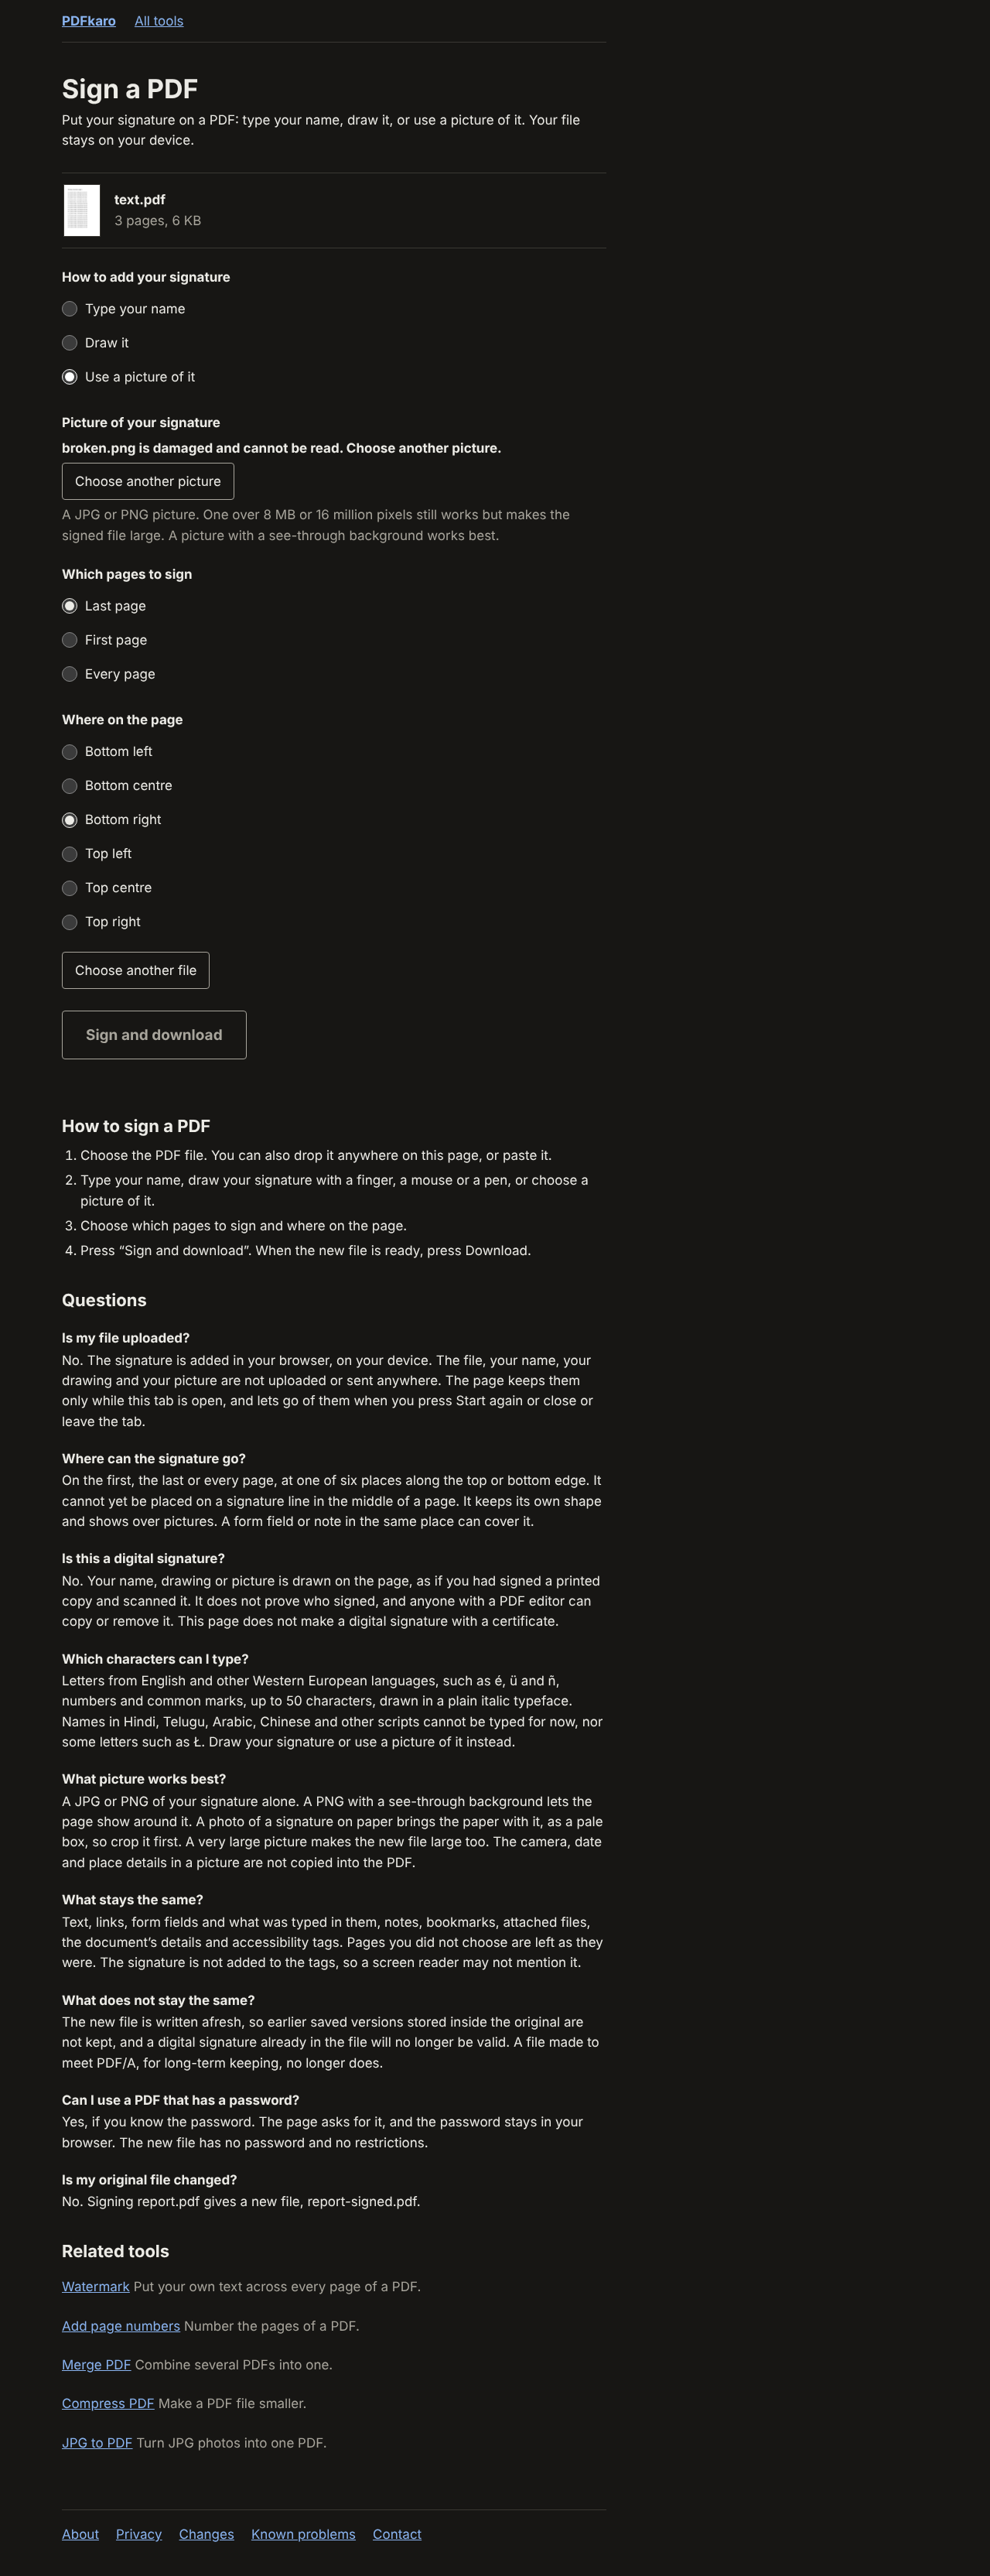 PDFkaro All tools
Sign a PDF
Put your signature on a PDF: type your name, draw it, or use a picture of it. Your file
stays on your device.
text.pdf
3 pages, 6 KB
How to add your signature
Type your name
Draw it
Use a picture of it
Picture of your signature
broken.png is damaged and cannot be read. Choose another picture.
Choose another picture
A JPG or PNG picture. One over 8 MB or 16 million pixels still works but makes the
signed file large. A picture with a see-through background works best.
Which pages to sign
Last page
First page
Every page
Where on the page
Bottom left
Bottom centre
Bottom right
Top left
Top centre
Top right
Choose another file
Sign and download
How to sign a PDF
1. Choose the PDF file. You can also drop it anywhere on this page, or paste it.
2. Type your name, draw your signature with a finger, a mouse or a pen, or choose a
picture of it.
3. Choose which pages to sign and where on the page.
4. Press “Sign and download”. When the new file is ready, press Download.
Questions
Is my file uploaded?
No. The signature is added in your browser, on your device. The file, your name, your
drawing and your picture are not uploaded or sent anywhere. The page keeps them
only while this tab is open, and lets go of them when you press Start again or close or
leave the tab.
Where can the signature go?
On the first, the last or every page, at one of six places along the top or bottom edge. It
cannot yet be placed on a signature line in the middle of a page. It keeps its own shape
and shows over pictures. A form field or note in the same place can cover it.
Is this a digital signature?
No. Your name, drawing or picture is drawn on the page, as if you had signed a printed
copy and scanned it. It does not prove who signed, and anyone with a PDF editor can
copy or remove it. This page does not make a digital signature with a certificate.
Which characters can I type?
Letters from English and other Western European languages, such as é, ü and ñ,
numbers and common marks, up to 50 characters, drawn in a plain italic typeface.
Names in Hindi, Telugu, Arabic, Chinese and other scripts cannot be typed for now, nor
some letters such as Ł. Draw your signature or use a picture of it instead.
What picture works best?
A JPG or PNG of your signature alone. A PNG with a see-through background lets the
page show around it. A photo of a signature on paper brings the paper with it, as a pale
box, so crop it first. A very large picture makes the new file large too. The camera, date
and place details in a picture are not copied into the PDF.
What stays the same?
Text, links, form fields and what was typed in them, notes, bookmarks, attached files,
the document’s details and accessibility tags. Pages you did not choose are left as they
were. The signature is not added to the tags, so a screen reader may not mention it.
What does not stay the same?
The new file is written afresh, so earlier saved versions stored inside the original are
not kept, and a digital signature already in the file will no longer be valid. A file made to
meet PDF/A, for long-term keeping, no longer does.
Can I use a PDF that has a password?
Yes, if you know the password. The page asks for it, and the password stays in your
browser. The new file has no password and no restrictions.
Is my original file changed?
No. Signing report.pdf gives a new file, report-signed.pdf.
Related tools
Watermark Put your own text across every page of a PDF.
Add page numbers Number the pages of a PDF.
Merge PDF Combine several PDFs into one.
Compress PDF Make a PDF file smaller.
JPG to PDF Turn JPG photos into one PDF.
About Privacy Changes Known problems Contact